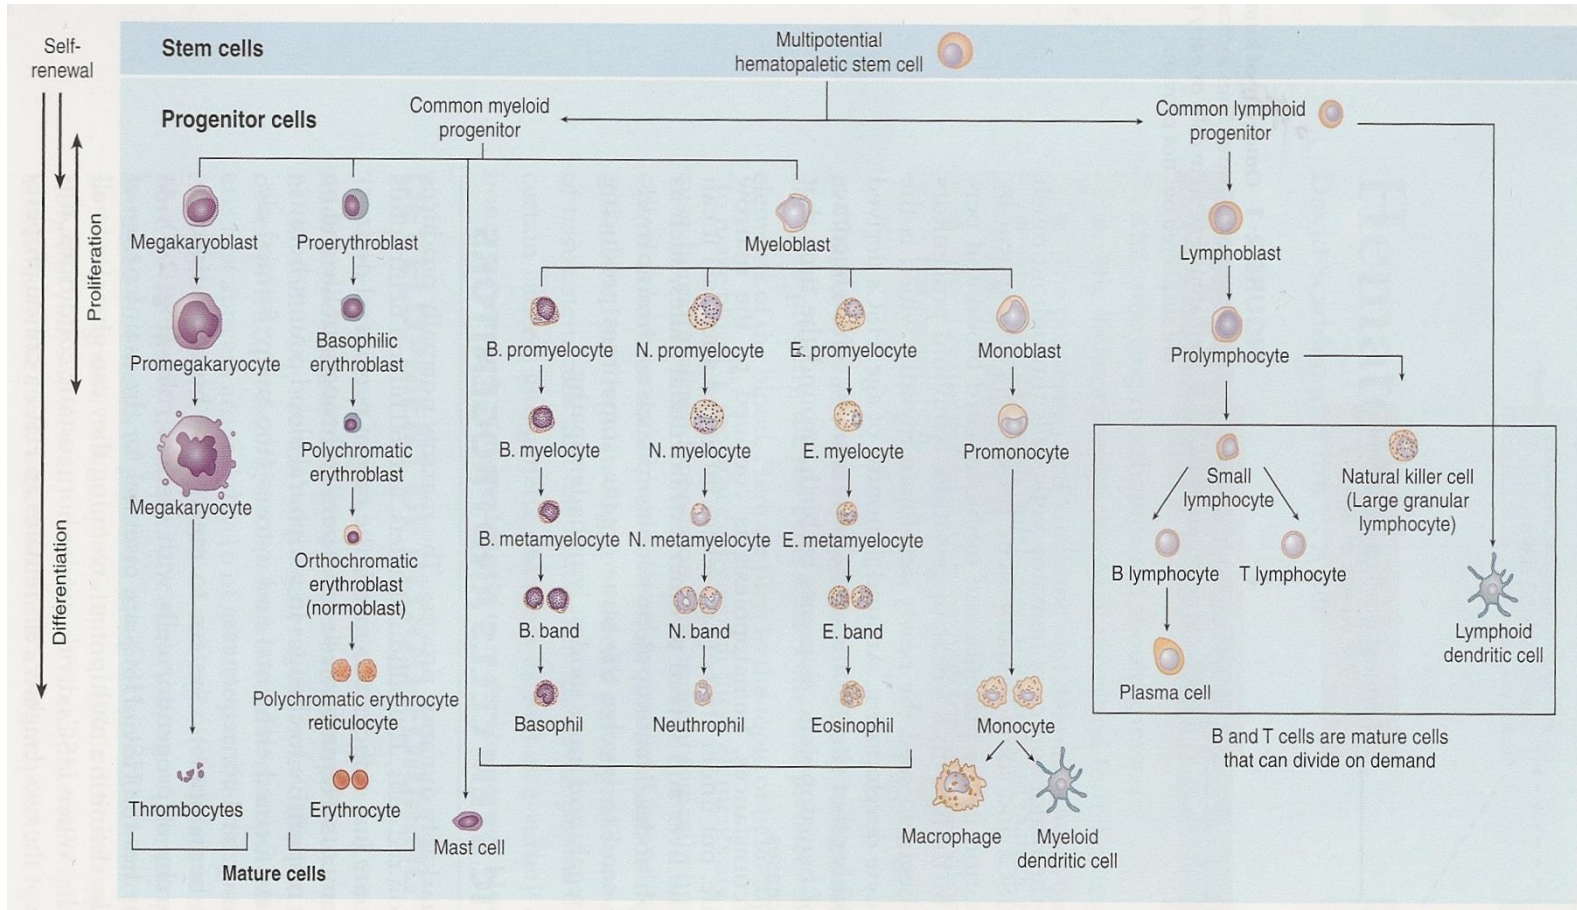 Self-
renewal
Stem cells
Multipotential
hematopaletic stem cell
Progenitor cells
Common myeloid
progenitor
Common lymphoid
progenitor
Proliferation
Differentiation
Megakaryoblast
Proerythroblast
Myeloblast
Lymphoblast
Promegakaryocyte
Basophilic
erythroblast
B. promyelocyte
N. promyelocyte
E. promyelocyte
Monoblast
Prolymphocyte
Megakaryocyte
Polychromatic
erythroblast
B. myelocyte
N. myelocyte
E. myelocyte
Promonocyte
Small
lymphocyte
Natural killer cell
(Large granular
lymphocyte)
Orthochromatic
erythroblast
(normoblast)
B. metamyelocyte
N. metamyelocyte
E. metamyelocyte
B lymphocyte
T lymphocyte
B. band
N. band
E. band
Lymphoid
dendritic cell
Polychromatic erythrocyte
reticulocyte
Basophil
Neuthrophil
Eosinophil
Monocyte
Plasma cell
B and T cells are mature cells
that can divide on demand
Thrombocytes
Erythrocyte
Mast cell
Macrophage
Myeloid
dendritic cell
Mature cells